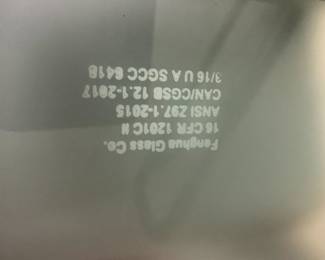 Fenghua Glass Co.
16 CFR 1201C II
ANSI Z97.1-2015
CAN/CGSB 12.1-2017
3/16 U A SGCC 6418